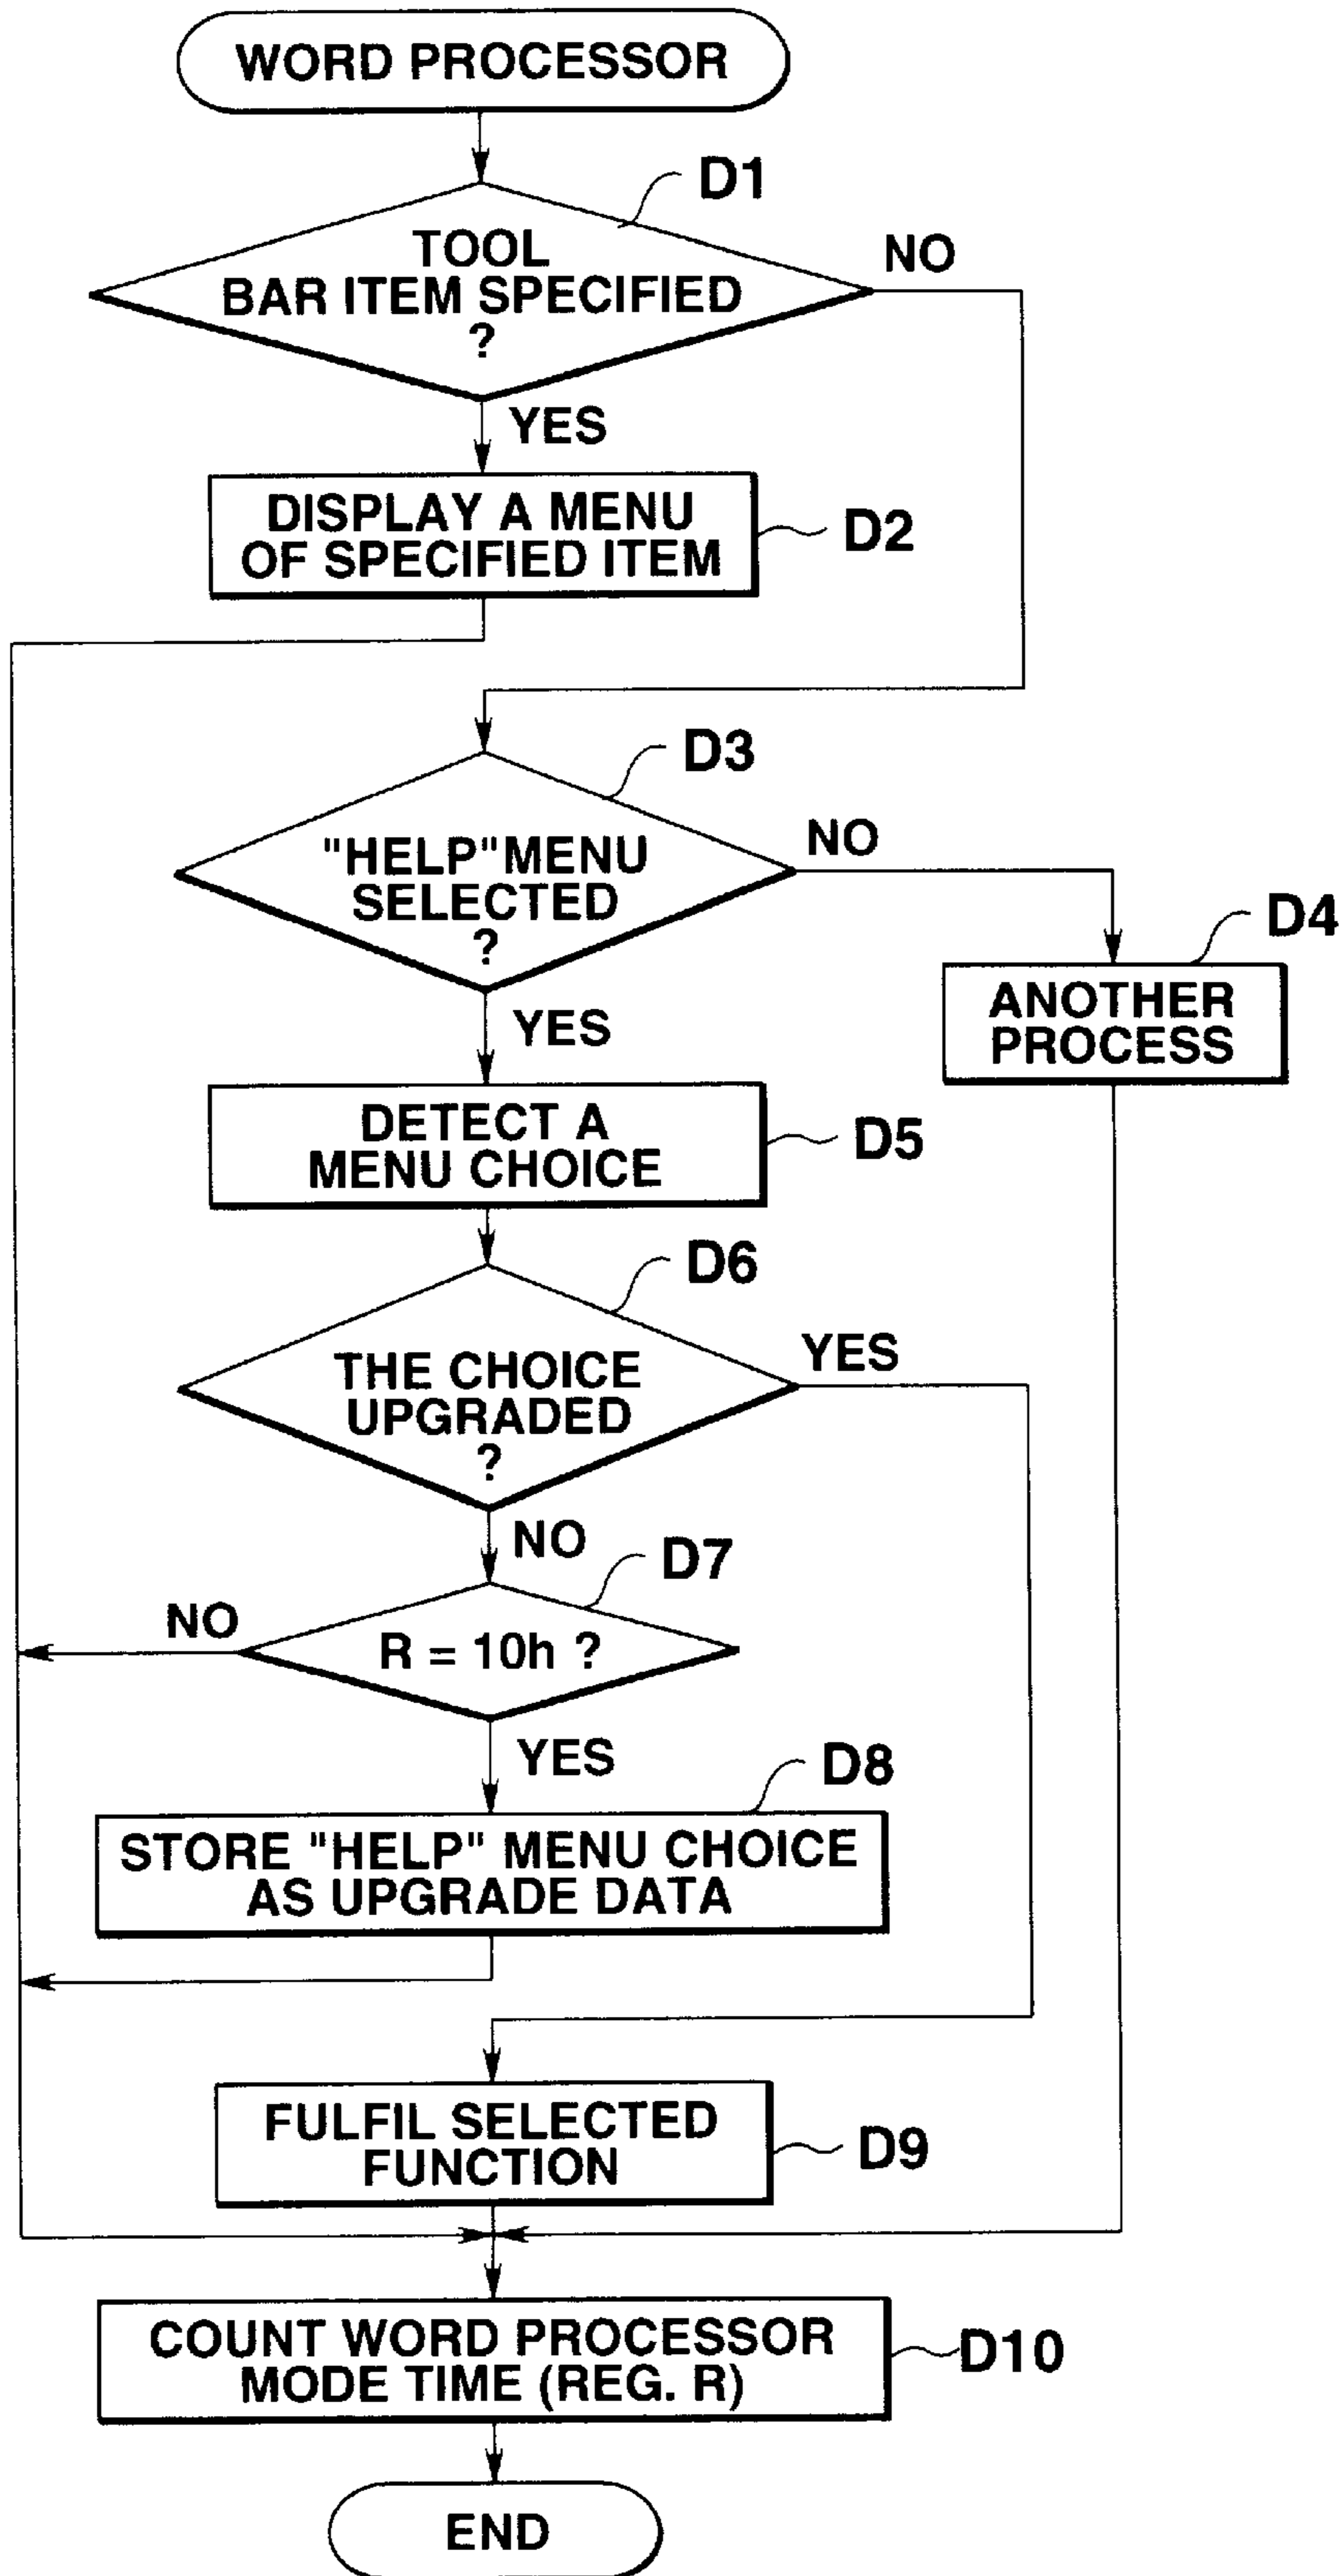 WORD PROCESSOR
D1
TOOL
BAR ITEM SPECIFIED
?
NO
YES
DISPLAY A MENU
OF SPECIFIED ITEM
D2
D3
"HELP"MENU
SELECTED
?
NO
D4
ANOTHER
PROCESS
YES
DETECT A
MENU CHOICE
D5
D6
THE CHOICE
UPGRADED
?
YES
NO
D7
R = 10h ?
NO
YES
D8
STORE "HELP" MENU CHOICE
AS UPGRADE DATA
FULFIL SELECTED
FUNCTION
D9
COUNT WORD PROCESSOR
MODE TIME (REG. R)
D10
END